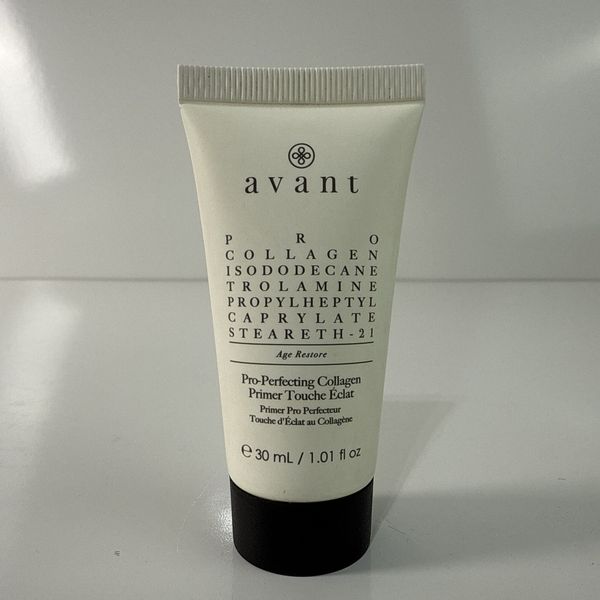 avant
P R O
COLLAGEN
ISODODECANE
TROLAMINE
PROPYLHEPTYL
CAPRYLATE
STEARETH-21
Age Restore
Pro-Perfecting Collagen
Primer Touche Éclat
Primer Pro Perfecteur
Touche d'Éclat au Collagène
℮ 30 mL / 1.01 fl oz